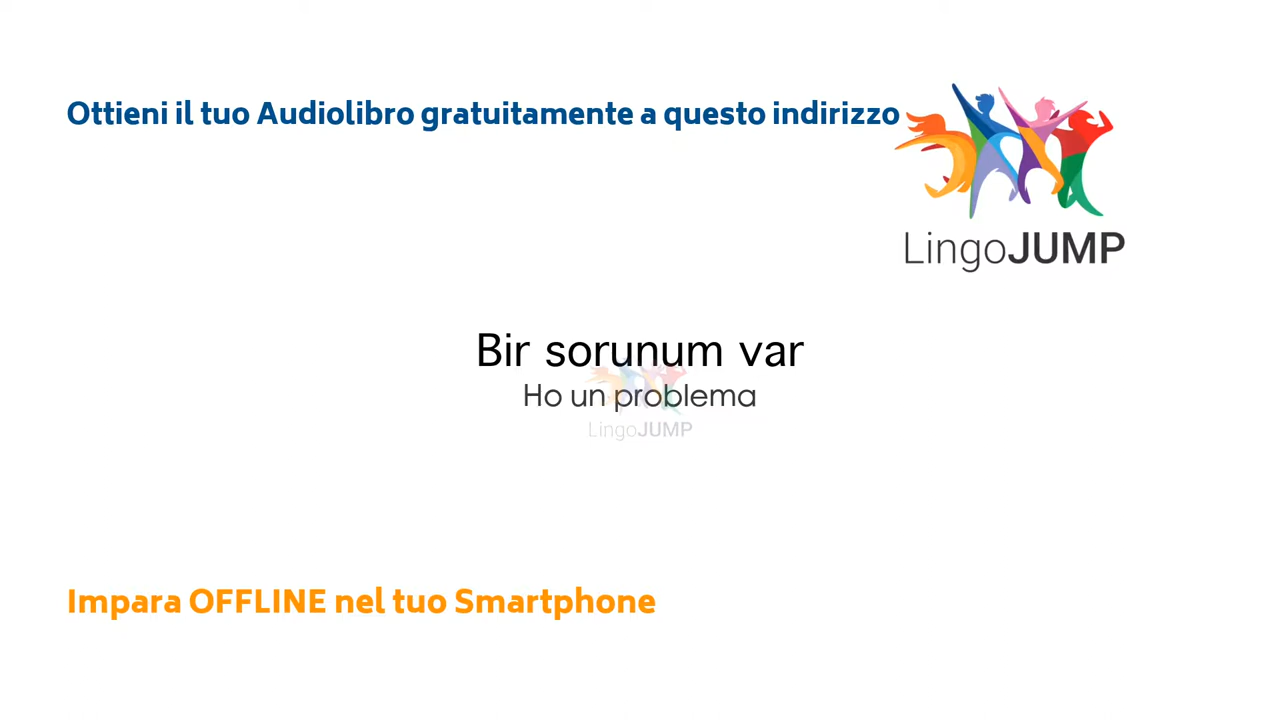 Ottieni il tuo Audiolibro gratuitamente a questo indirizzo
LingoJUMP
Bir sorunum var
Ho un problema
LingoJUMP
Impara OFFLINE nel tuo Smartphone